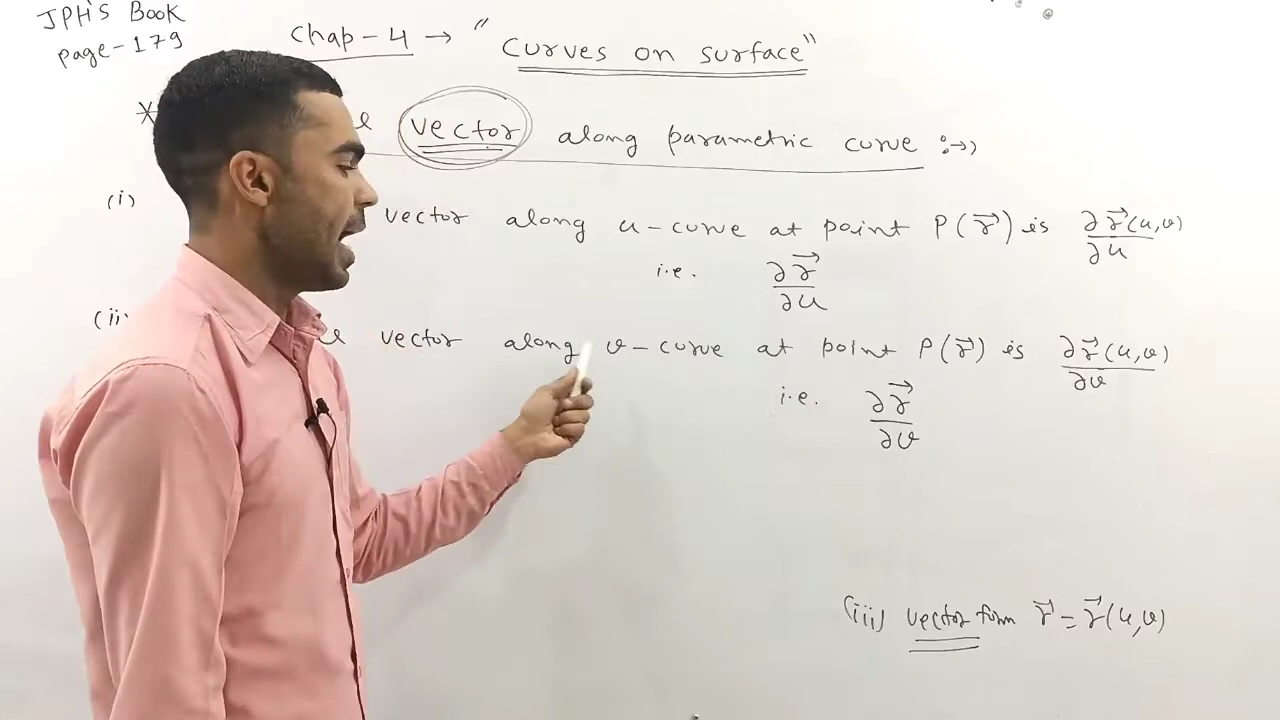 JPH'S Book
page-179
chap-4 → "curves on surface"
* vector along parametric curve :→
(i) vector along u-curve at point P(r⃗) is ∂r⃗(u,v)/∂u
i.e. ∂r⃗/∂u
(ii) vector along v-curve at point P(r⃗) is ∂r⃗(u,v)/∂v
i.e. ∂r⃗/∂v
(iii) vector form r⃗ = r⃗(u,v)